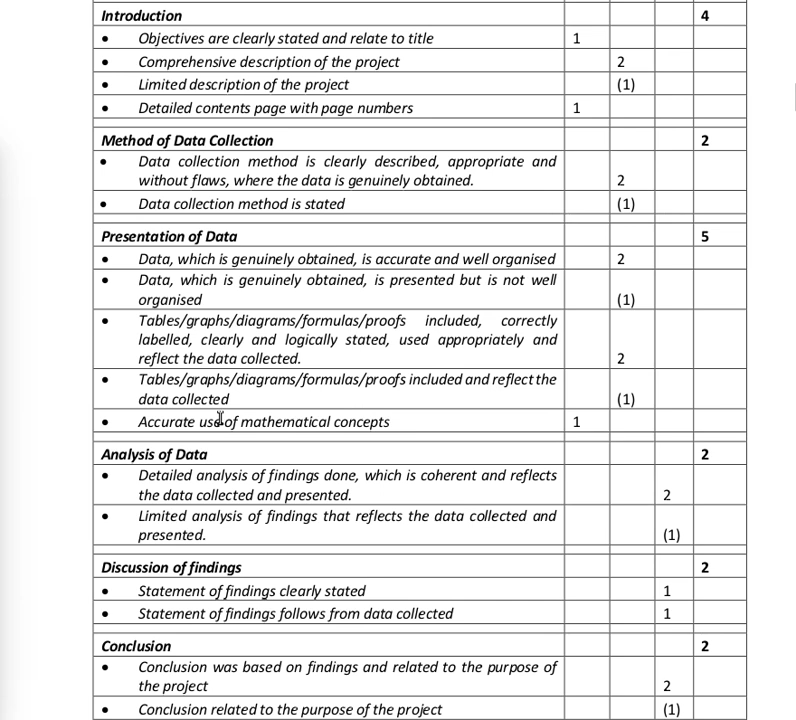 Introduction 4
• Objectives are clearly stated and relate to title 1
• Comprehensive description of the project 2
• Limited description of the project (1)
• Detailed contents page with page numbers 1
Method of Data Collection 2
• Data collection method is clearly described, appropriate and
without flaws, where the data is genuinely obtained. 2
• Data collection method is stated (1)
Presentation of Data 5
• Data, which is genuinely obtained, is accurate and well organised 2
• Data, which is genuinely obtained, is presented but is not well
organised (1)
• Tables/graphs/diagrams/formulas/proofs included, correctly
labelled, clearly and logically stated, used appropriately and
reflect the data collected. 2
• Tables/graphs/diagrams/formulas/proofs included and reflect the
data collected (1)
• Accurate use of mathematical concepts 1
Analysis of Data 2
• Detailed analysis of findings done, which is coherent and reflects
the data collected and presented. 2
• Limited analysis of findings that reflects the data collected and
presented. (1)
Discussion of findings 2
• Statement of findings clearly stated 1
• Statement of findings follows from data collected 1
Conclusion 2
• Conclusion was based on findings and related to the purpose of
the project 2
• Conclusion related to the purpose of the project (1)